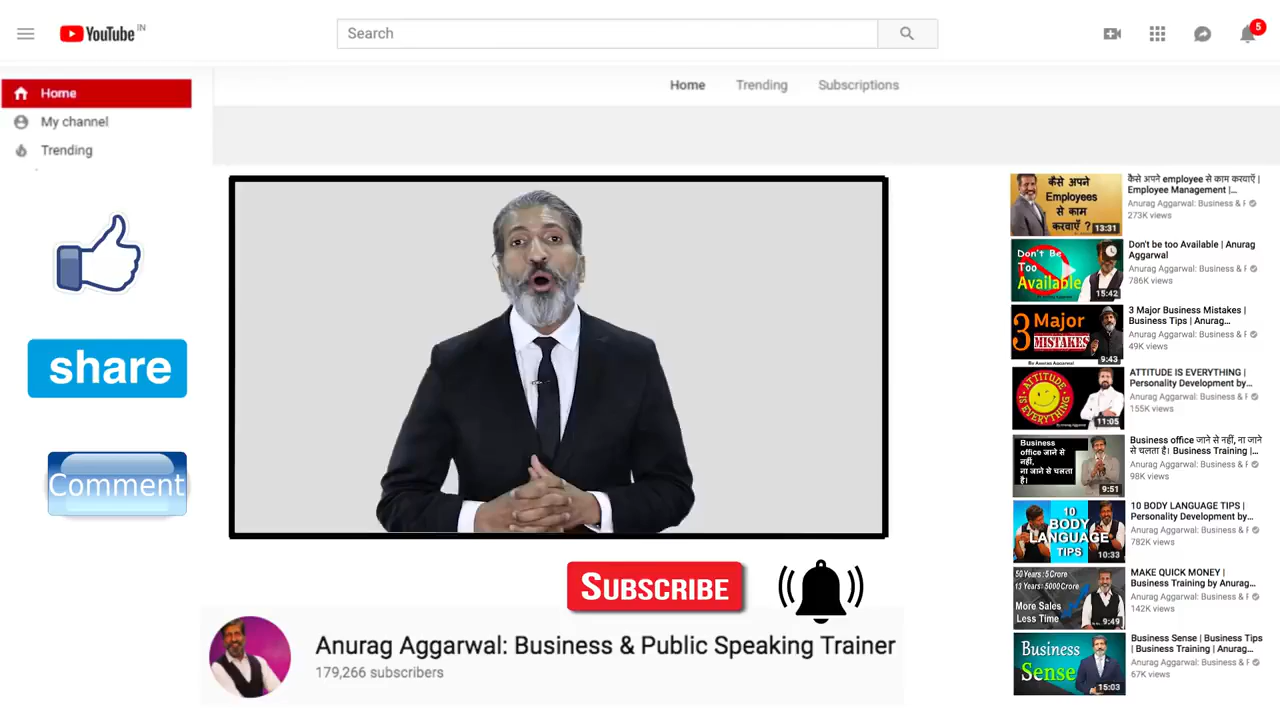 YouTube IN
Search
5
Home
My channel
Trending
Home Trending Subscriptions
share
Comment
SUBSCRIBE
Anurag Aggarwal: Business & Public Speaking Trainer
179,266 subscribers
कैसे अपने
Employees
से काम
करवाएँ ?
13:31
कैसे अपने employee से काम करवाएँ |
Employee Management |...
Anurag Aggarwal: Business & F
273K views
Don't Be
Too
Available
15:42
Don't be too Available | Anurag
Aggarwal
Anurag Aggarwal: Business & F
786K views
3 Major
MISTAKES
By Anurag Aggarwal
9:43
3 Major Business Mistakes |
Business Tips | Anurag...
Anurag Aggarwal: Business & F
49K views
ATTITUDE
IS EVERYTHING
11:05
ATTITUDE IS EVERYTHING |
Personality Development by...
Anurag Aggarwal: Business & F
155K views
Business
office जाने से
नहीं,
ना जाने से
चलता है।
9:51
Business office जाने से नहीं, ना जाने
से चलता है। Business Training |...
Anurag Aggarwal: Business & F
98K views
10
BODY
LANGUAGE
TIPS
10:33
10 BODY LANGUAGE TIPS |
Personality Development by...
Anurag Aggarwal: Business & F
782K views
50 Years: 5 Crore
13 Years: 5000 Crore
More Sales
Less Time
9:49
MAKE QUICK MONEY |
Business Training by Anurag...
Anurag Aggarwal: Business & F
142K views
Business
Sense
15:03
Business Sense | Business Tips
| Business Training | Anurag...
Anurag Aggarwal: Business & F
67K views